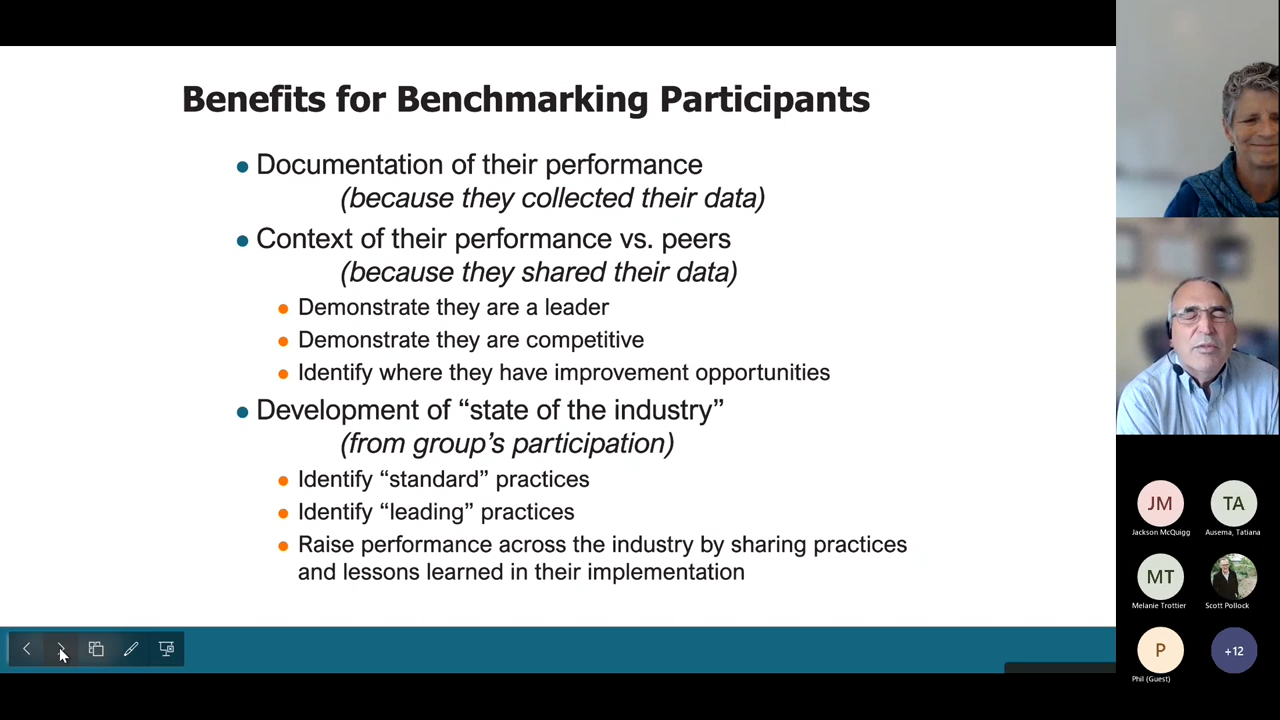 Benefits for Benchmarking Participants
• Documentation of their performance
(because they collected their data)
• Context of their performance vs. peers
(because they shared their data)
• Demonstrate they are a leader
• Demonstrate they are competitive
• Identify where they have improvement opportunities
• Development of “state of the industry”
(from group’s participation)
• Identify “standard” practices
• Identify “leading” practices
• Raise performance across the industry by sharing practices
and lessons learned in their implementation
JM
TA
Jackson McQuigg
Ausema, Tatiana
MT
Melanie Trottier
Scott Pollock
P
+12
Phil (Guest)